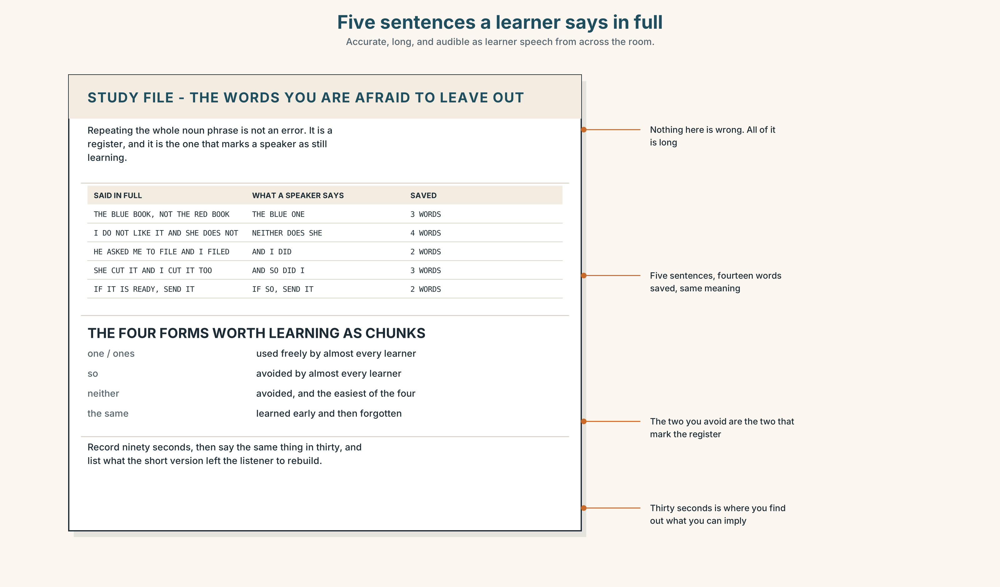 Five sentences a learner says in full
Accurate, long, and audible as learner speech from across the room.
STUDY FILE - THE WORDS YOU ARE AFRAID TO LEAVE OUT
Repeating the whole noun phrase is not an error. It is a
register, and it is the one that marks a speaker as still
learning.
Nothing here is wrong. All of it
is long
SAID IN FULL WHAT A SPEAKER SAYS SAVED
THE BLUE BOOK, NOT THE RED BOOK THE BLUE ONE 3 WORDS
I DO NOT LIKE IT AND SHE DOES NOT NEITHER DOES SHE 4 WORDS
HE ASKED ME TO FILE AND I FILED AND I DID 2 WORDS
SHE CUT IT AND I CUT IT TOO AND SO DID I 3 WORDS
IF IT IS READY, SEND IT IF SO, SEND IT 2 WORDS
Five sentences, fourteen words
saved, same meaning
THE FOUR FORMS WORTH LEARNING AS CHUNKS
one / ones used freely by almost every learner
so avoided by almost every learner
neither avoided, and the easiest of the four
the same learned early and then forgotten
The two you avoid are the two that
mark the register
Record ninety seconds, then say the same thing in thirty, and
list what the short version left the listener to rebuild.
Thirty seconds is where you find
out what you can imply